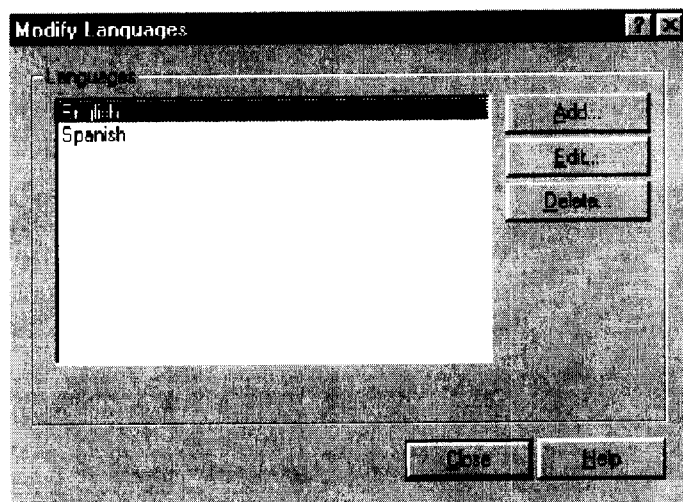 Modify Languages
Languages
English
Spanish
Add...
Edit...
Delete...
Close
Help